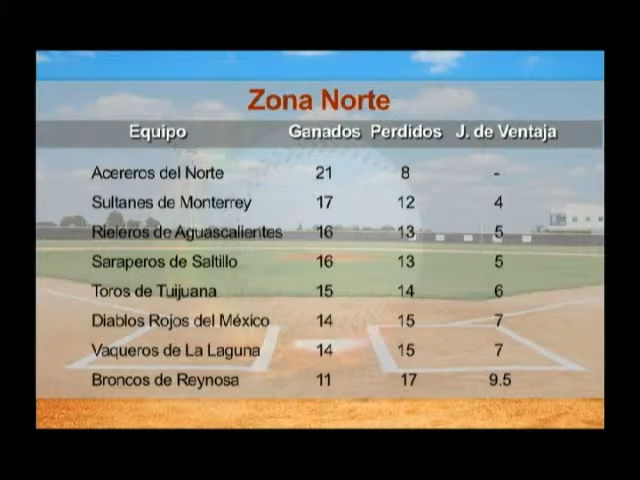 Zona Norte
Equipo Ganados Perdidos J. de Ventaja
Acereros del Norte 21 8 -
Sultanes de Monterrey 17 12 4
Rieleros de Aguascalientes 16 13 5
Saraperos de Saltillo 16 13 5
Toros de Tuijuana 15 14 6
Diablos Rojos del México 14 15 7
Vaqueros de La Laguna 14 15 7
Broncos de Reynosa 11 17 9.5